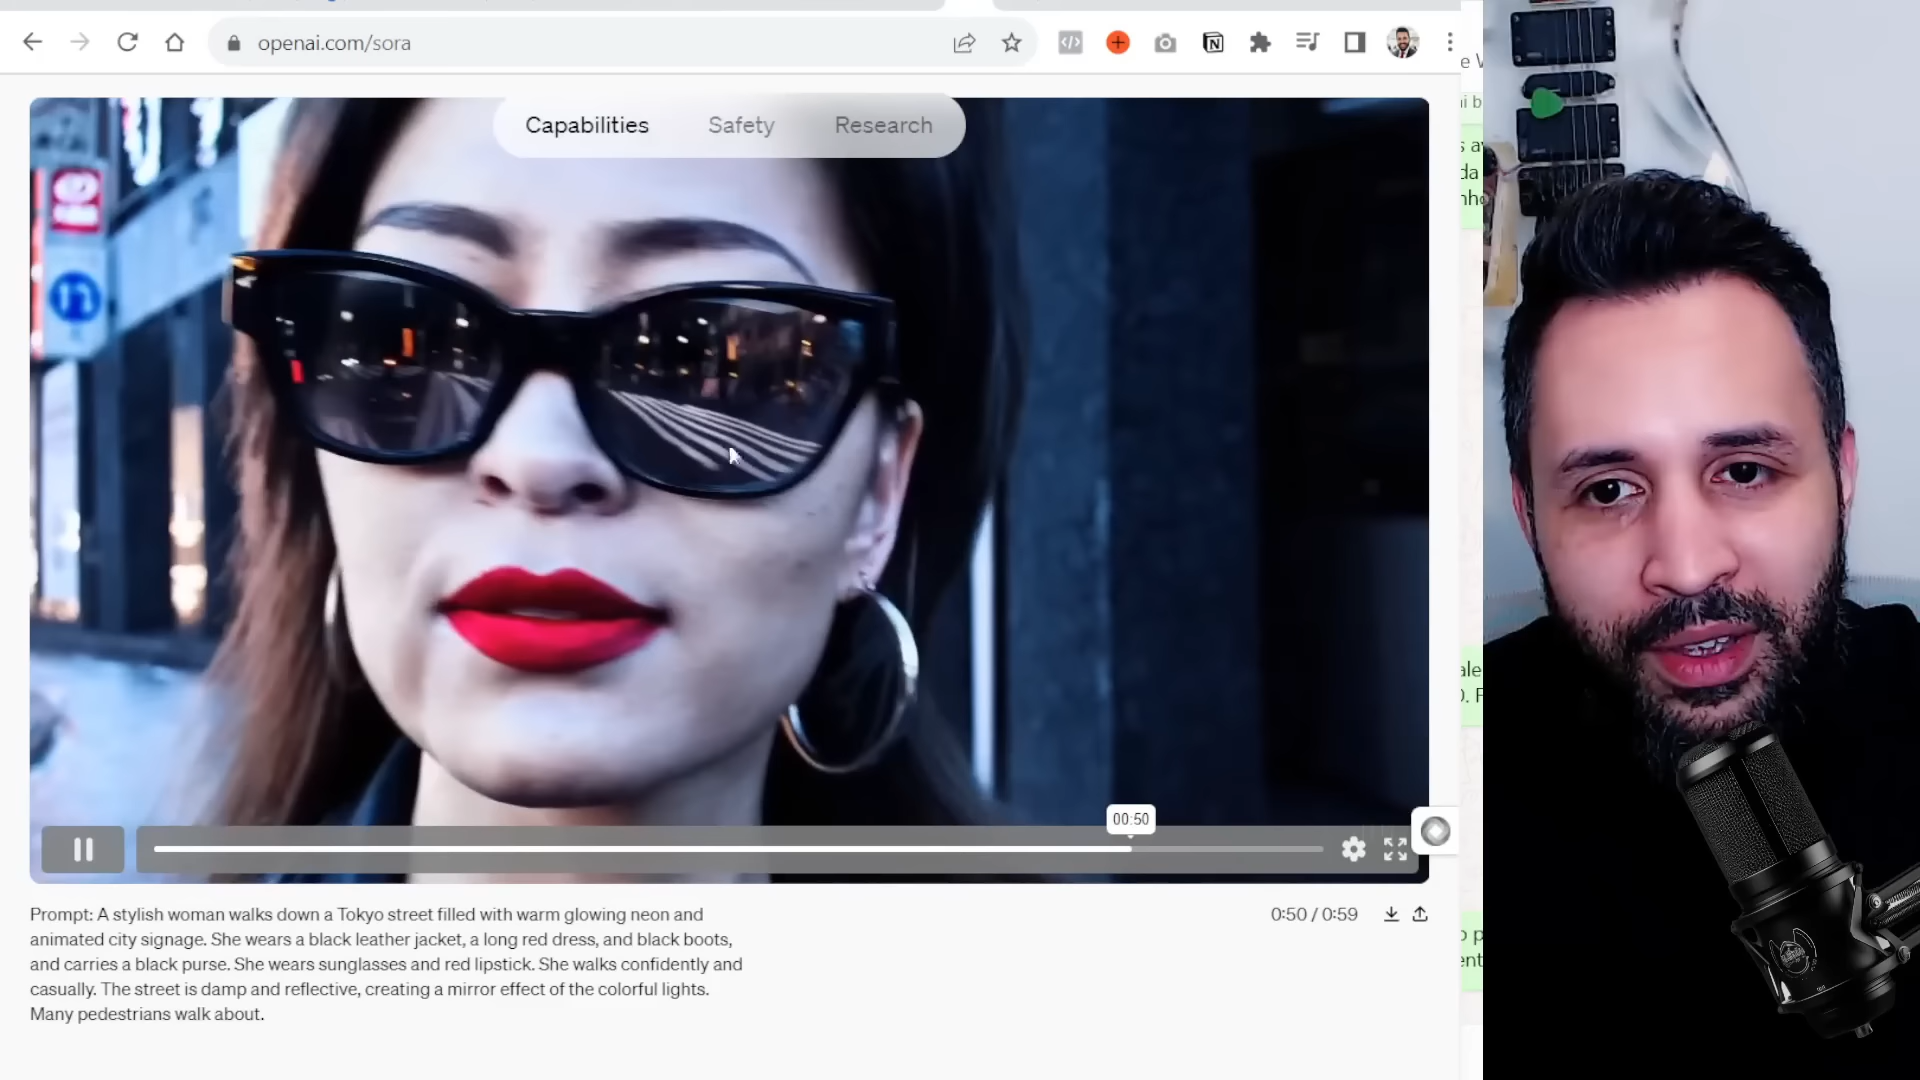 openai.com/sora
Capabilities
Safety
Research
00:50
Prompt: A stylish woman walks down a Tokyo street filled with warm glowing neon and
animated city signage. She wears a black leather jacket, a long red dress, and black boots,
and carries a black purse. She wears sunglasses and red lipstick. She walks confidently and
casually. The street is damp and reflective, creating a mirror effect of the colorful lights.
Many pedestrians walk about.
0:50 / 0:59